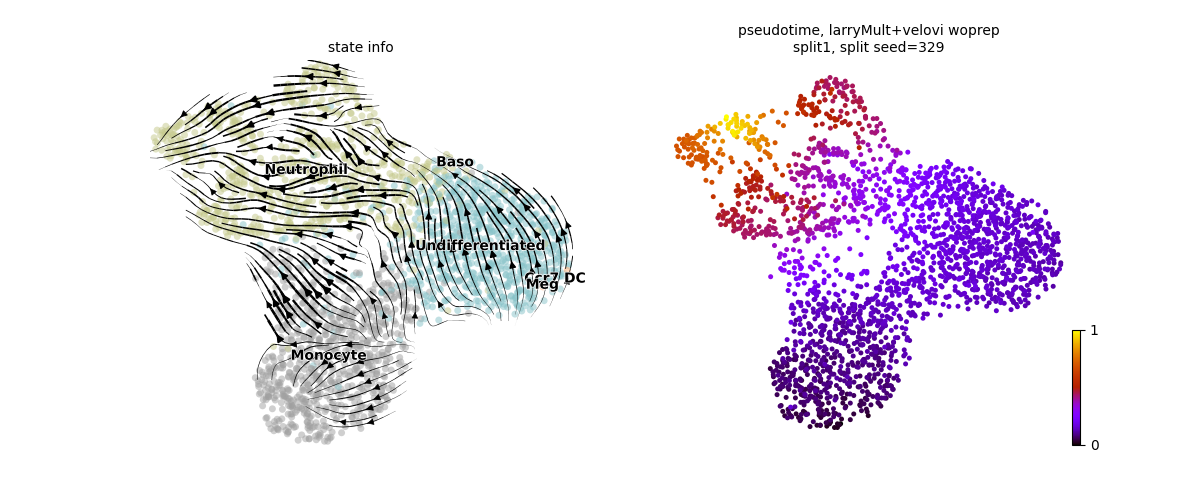 state info
Neutrophil
Baso
Undifferentiated
Ccr7 DC
Meg
Monocyte
pseudotime, larryMult+velovi woprep
split1, split seed=329
1
0